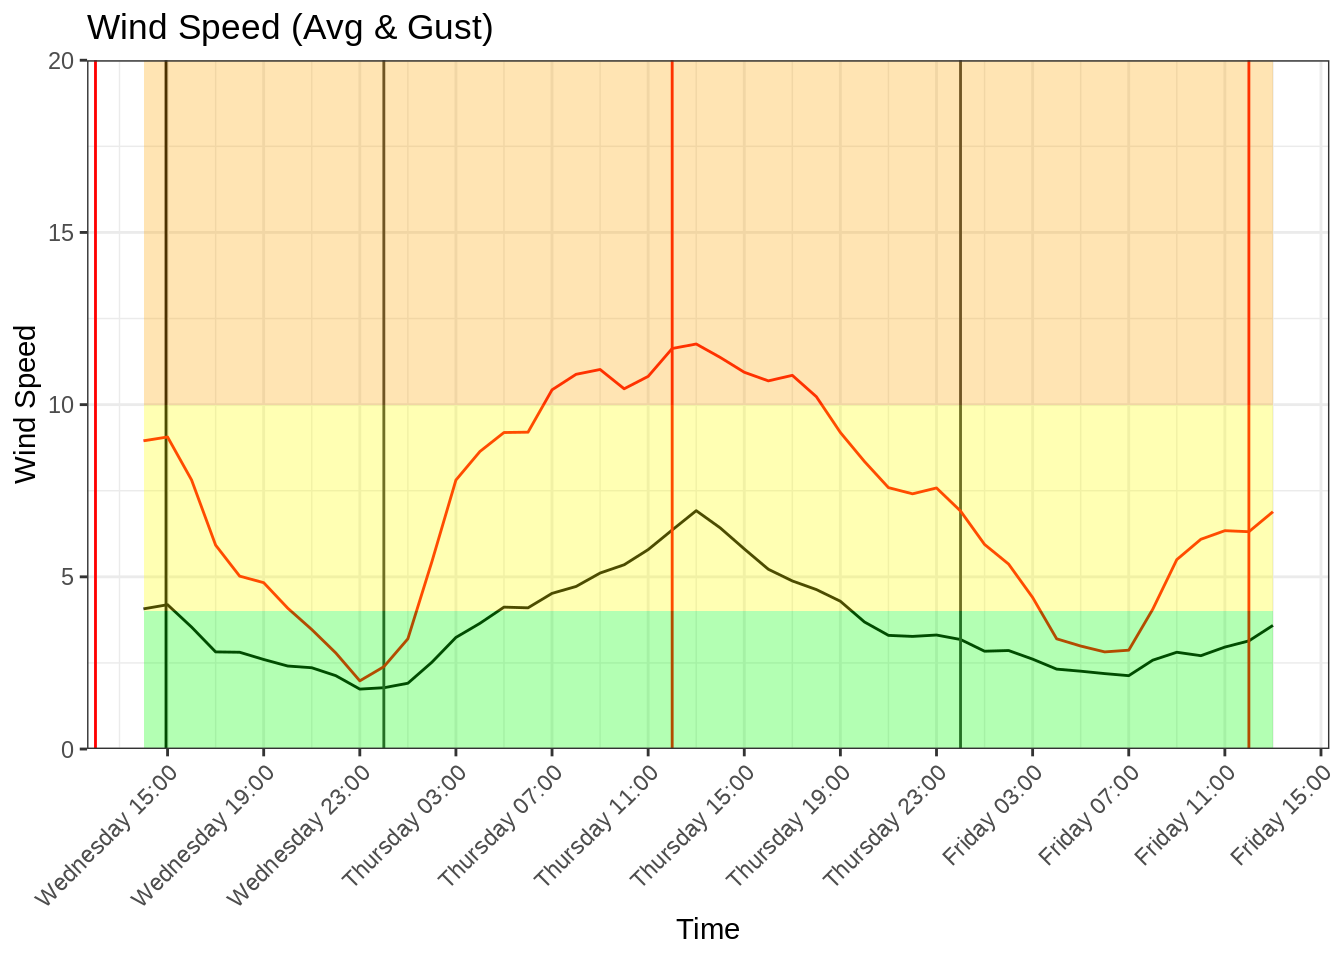 Wind Speed (Avg & Gust)
20
15
10
5
0
Wind Speed
Wednesday 15:00
Wednesday 19:00
Wednesday 23:00
Thursday 03:00
Thursday 07:00
Thursday 11:00
Thursday 15:00
Thursday 19:00
Thursday 23:00
Friday 03:00
Friday 07:00
Friday 11:00
Friday 15:00
Time